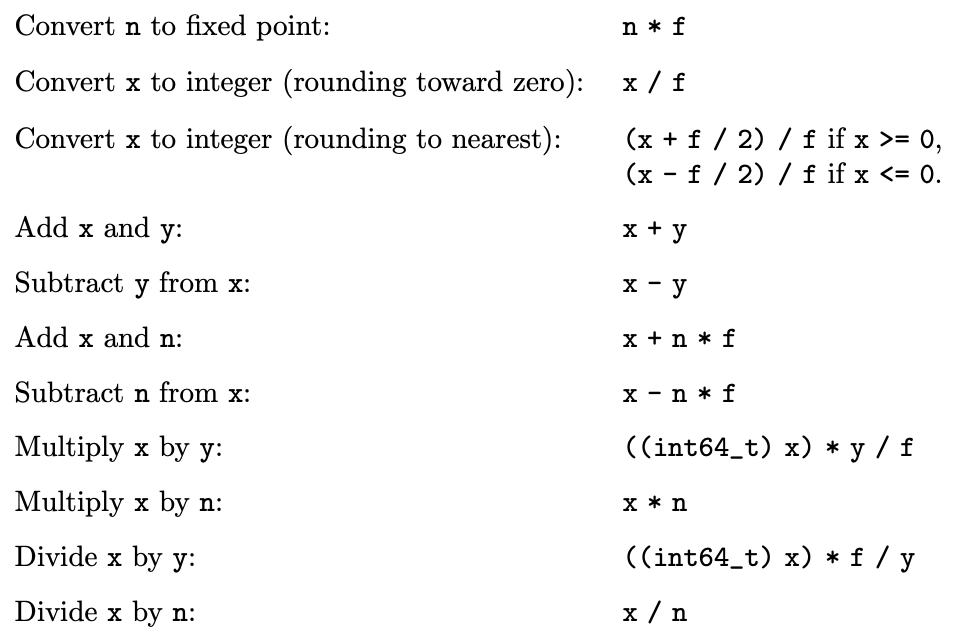 Convert n to fixed point: n * f
Convert x to integer (rounding toward zero): x / f
Convert x to integer (rounding to nearest): (x + f / 2) / f if x >= 0,
(x - f / 2) / f if x <= 0.
Add x and y: x + y
Subtract y from x: x - y
Add x and n: x + n * f
Subtract n from x: x - n * f
Multiply x by y: ((int64_t) x) * y / f
Multiply x by n: x * n
Divide x by y: ((int64_t) x) * f / y
Divide x by n: x / n